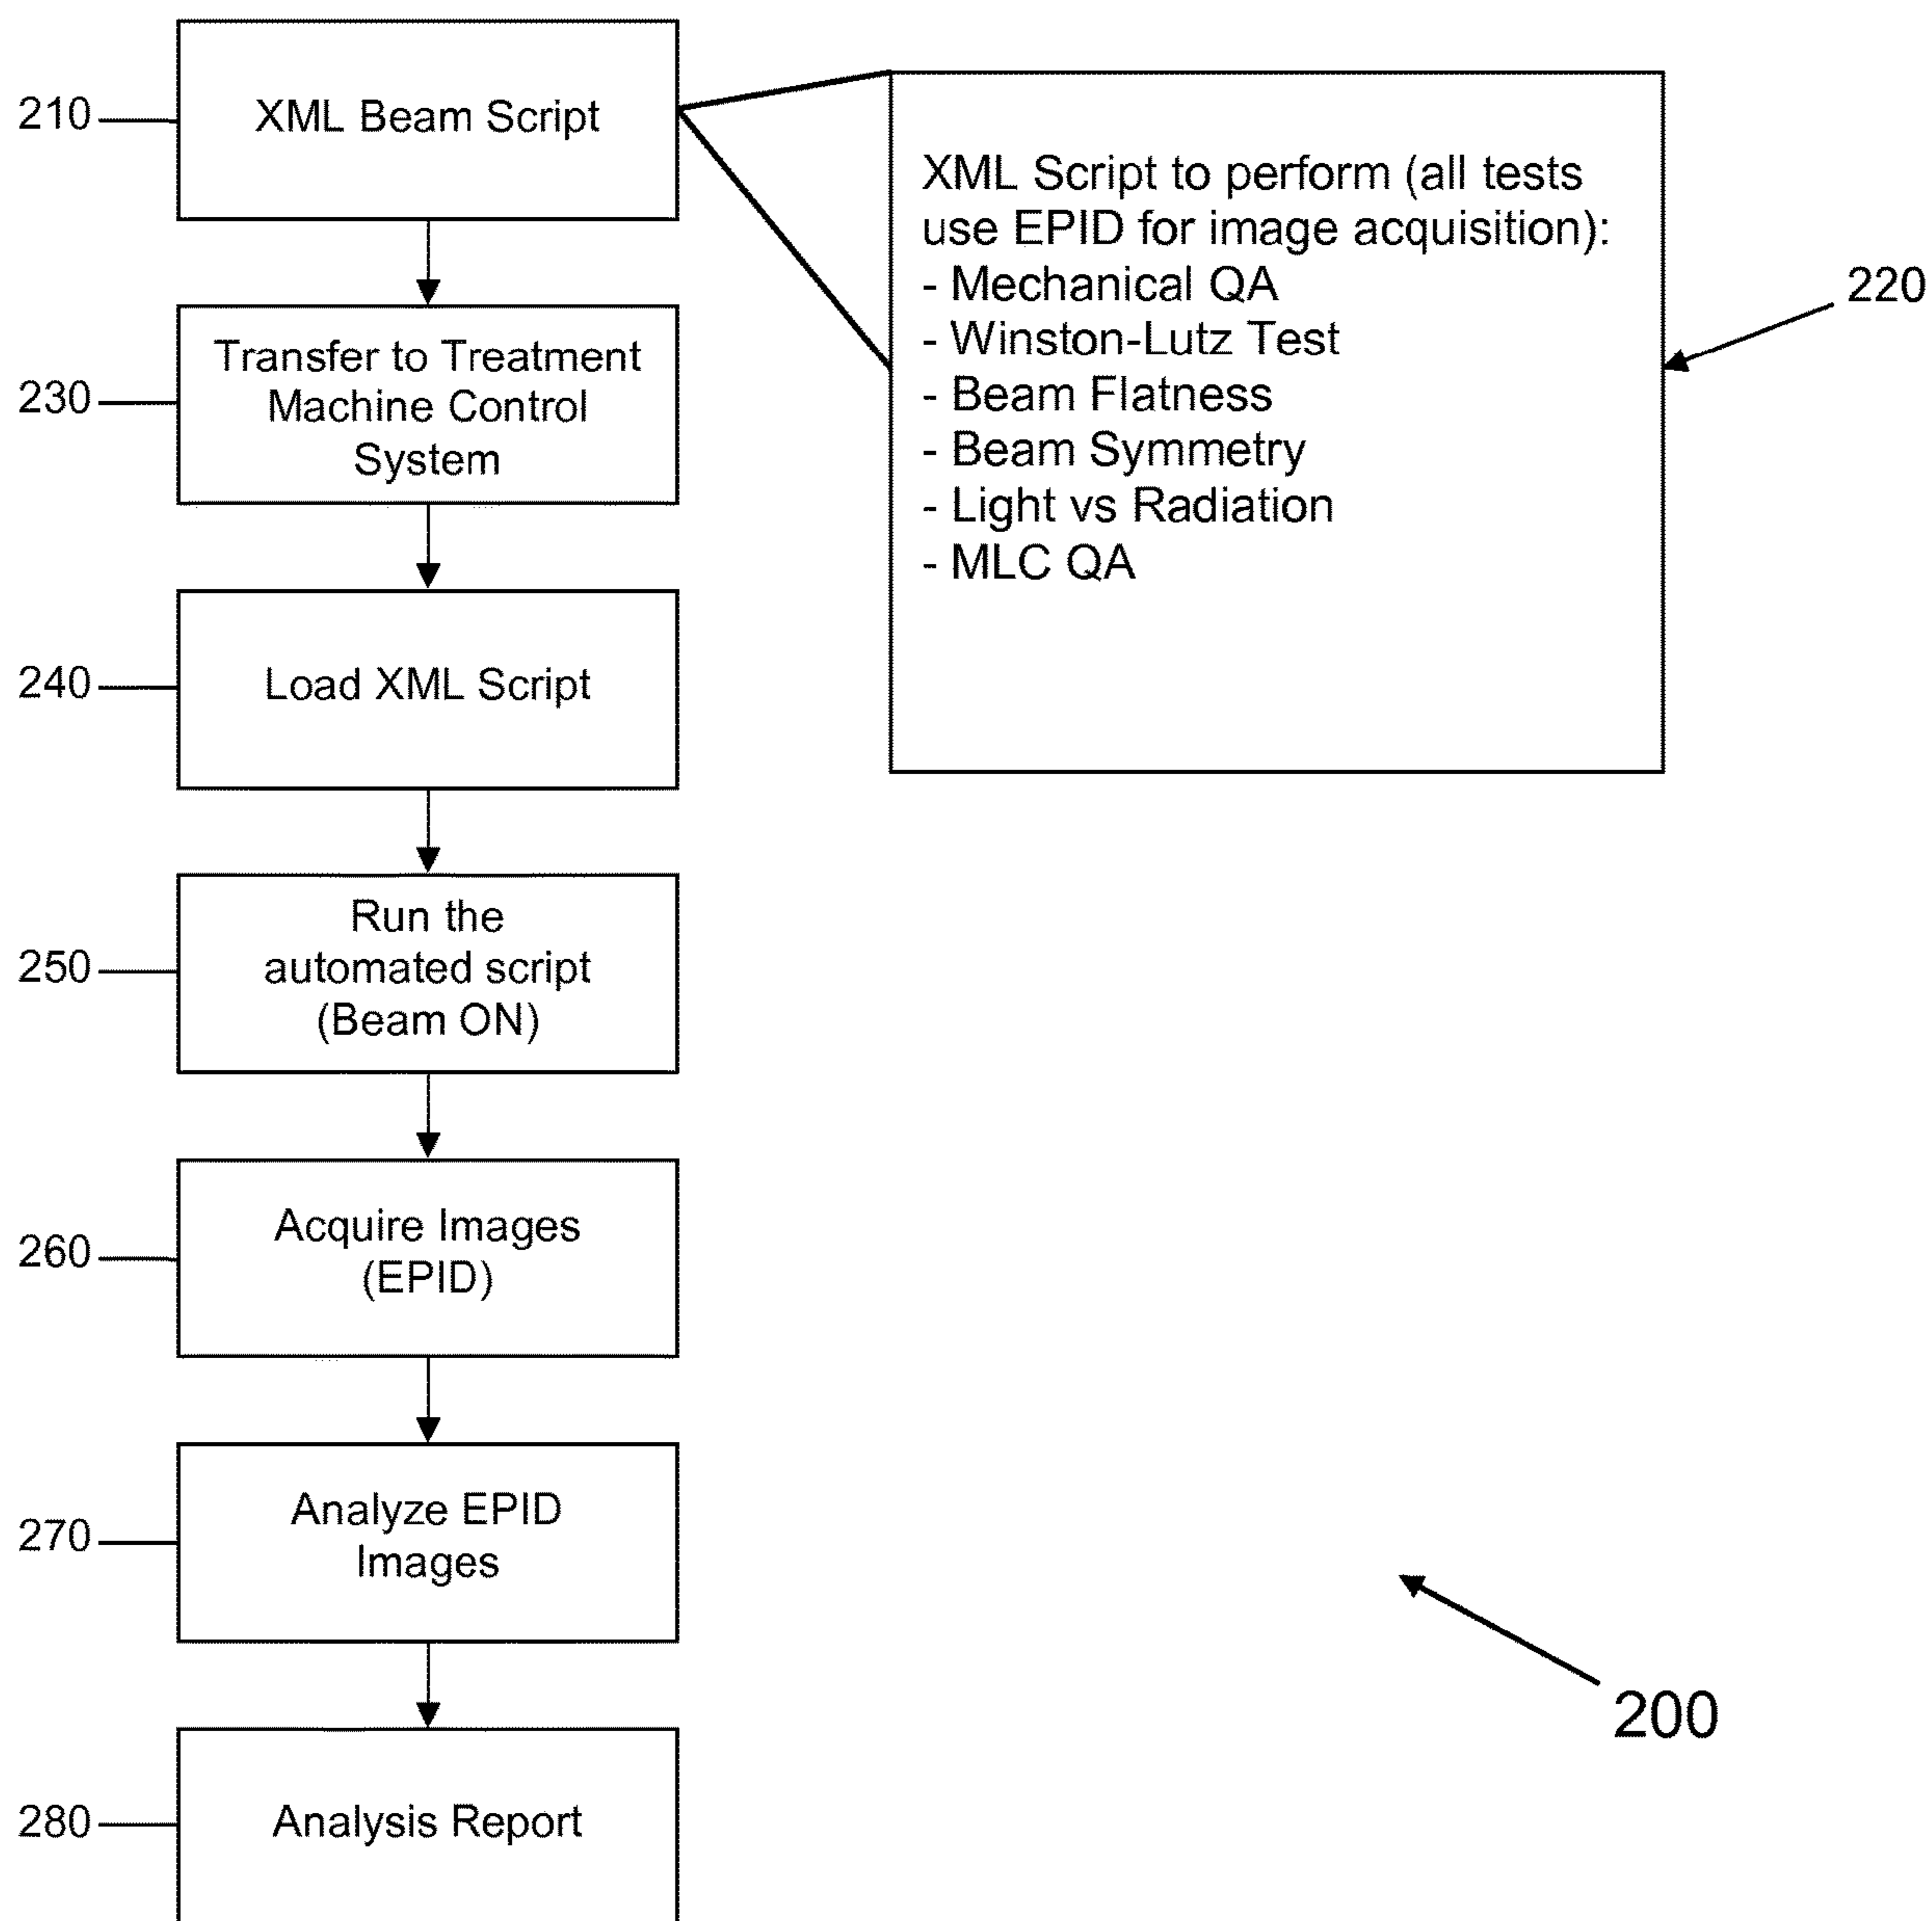 210
XML Beam Script
XML Script to perform (all tests
use EPID for image acquisition):
- Mechanical QA
- Winston-Lutz Test
- Beam Flatness
- Beam Symmetry
- Light vs Radiation
- MLC QA
220
230
Transfer to Treatment
Machine Control
System
240
Load XML Script
250
Run the
automated script
(Beam ON)
260
Acquire Images
(EPID)
270
Analyze EPID
Images
200
280
Analysis Report